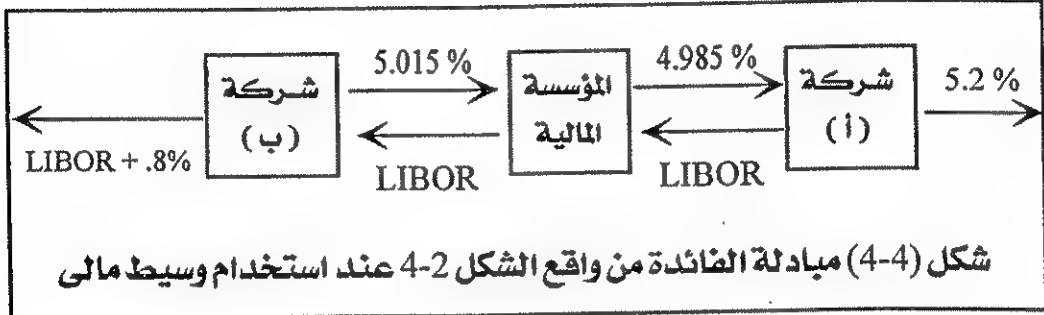 5.015 % 4.985 % 5.2 %
شركة (ب)
المؤسسة المالية
شركة (أ)
LIBOR + .8% LIBOR LIBOR
شكل (4-4) مبادلة الفائدة من واقع الشكل 2-4 عند استخدام وسيط مالى